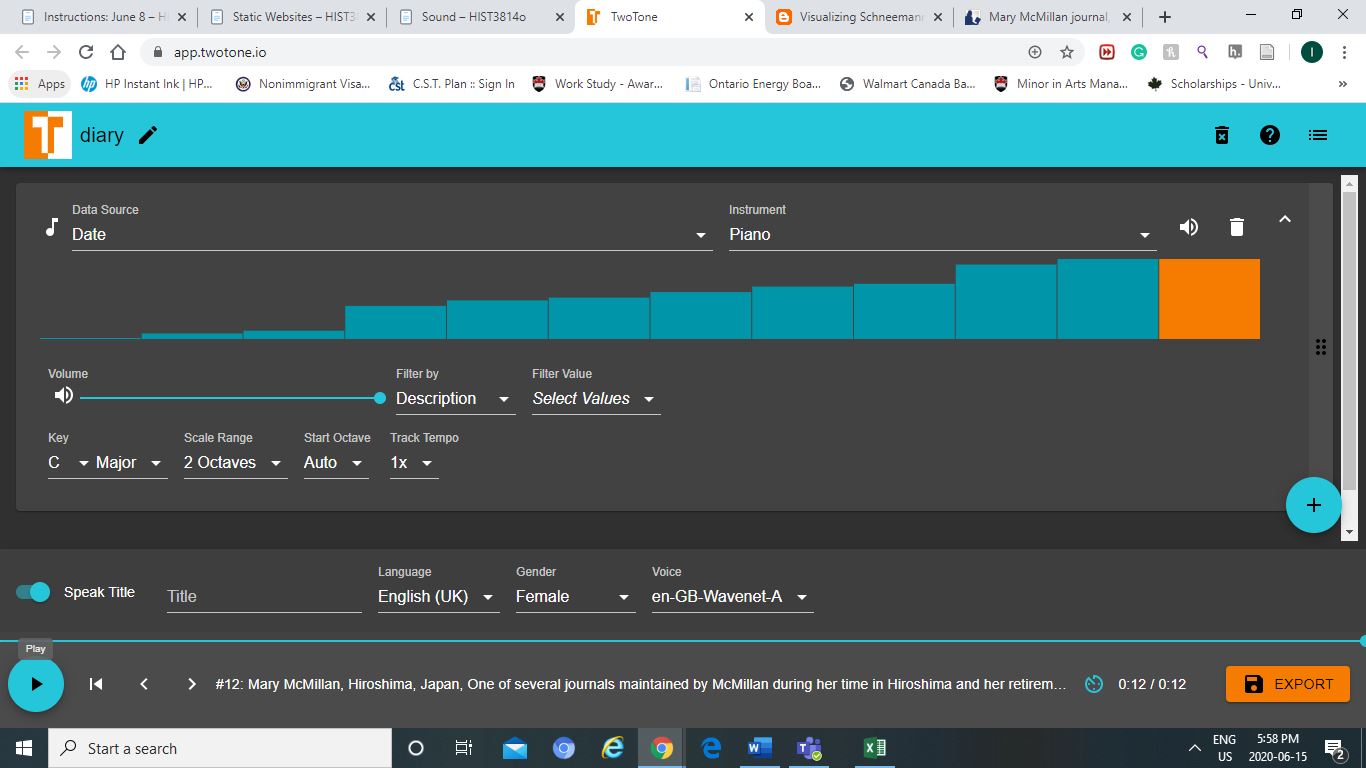 Instructions: June 8 – HI
Static Websites – HIST3
Sound – HIST3814o
TwoTone
Visualizing Schneemann
Mary McMillan journal,
app.twotone.io
I
Apps
HP Instant Ink | HP...
Nonimmigrant Visa...
C.S.T. Plan :: Sign In
Work Study - Awar...
Ontario Energy Boa...
Walmart Canada Ba...
Minor in Arts Mana...
Scholarships - Univ...
»
diary
Data Source
Instrument
Date
Piano
Volume
Filter by
Filter Value
Description
Select Values
Key
Scale Range
Start Octave
Track Tempo
C
Major
2 Octaves
Auto
1x
Language
Gender
Voice
Speak Title
Title
English (UK)
Female
en-GB-Wavenet-A
Play
#12: Mary McMillan, Hiroshima, Japan, One of several journals maintained by McMillan during her time in Hiroshima and her retirem...
0:12 / 0:12
EXPORT
Start a search
ENG
US
5:58 PM
2020-06-15
2